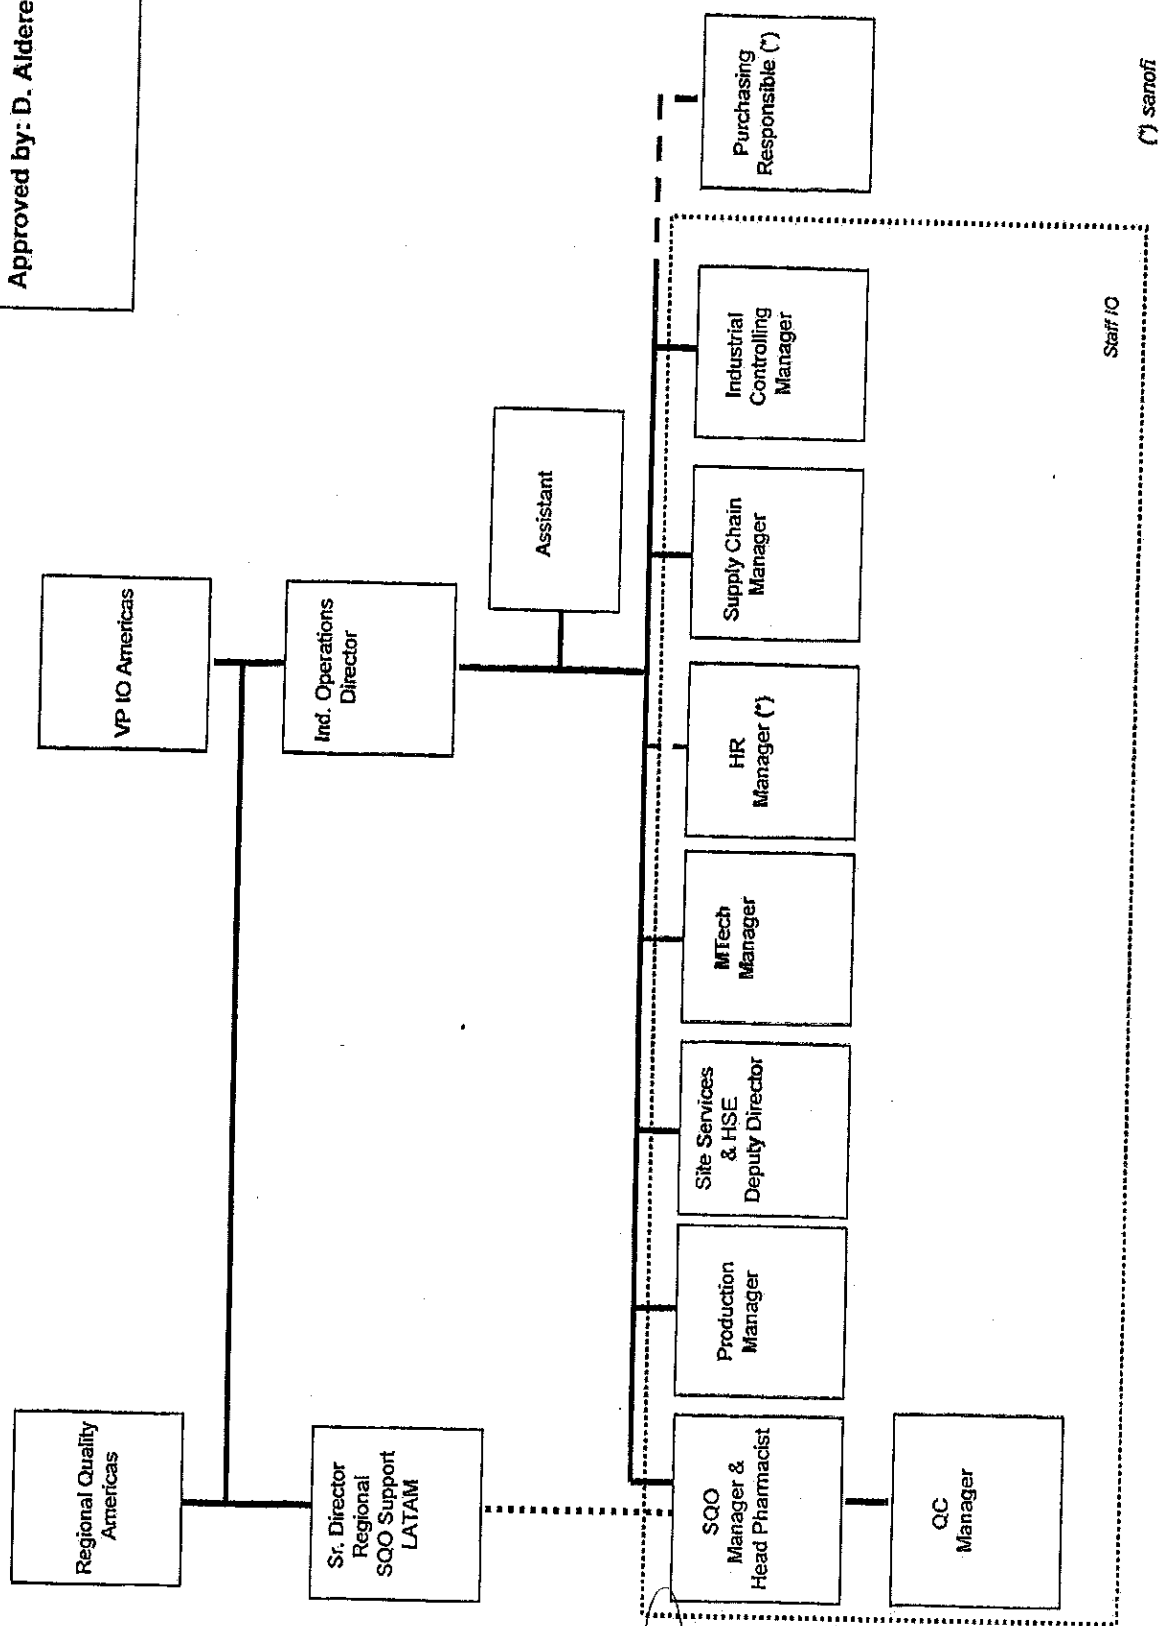 Approved by: D. Aldere
Regional Quality
Americas
VP IO Americas
Sr. Director
Regional
SQO Support
LATAM
Ind. Operations
Director
Assistant
SQO
Manager &
Head Pharmacist
Production
Manager
Site Services
& HSE
Deputy Director
MTech
Manager
HR
Manager (*)
Supply Chain
Manager
Industrial
Controlling
Manager
Purchasing
Responsible (*)
QC
Manager
Staff IO
(*) sanofi